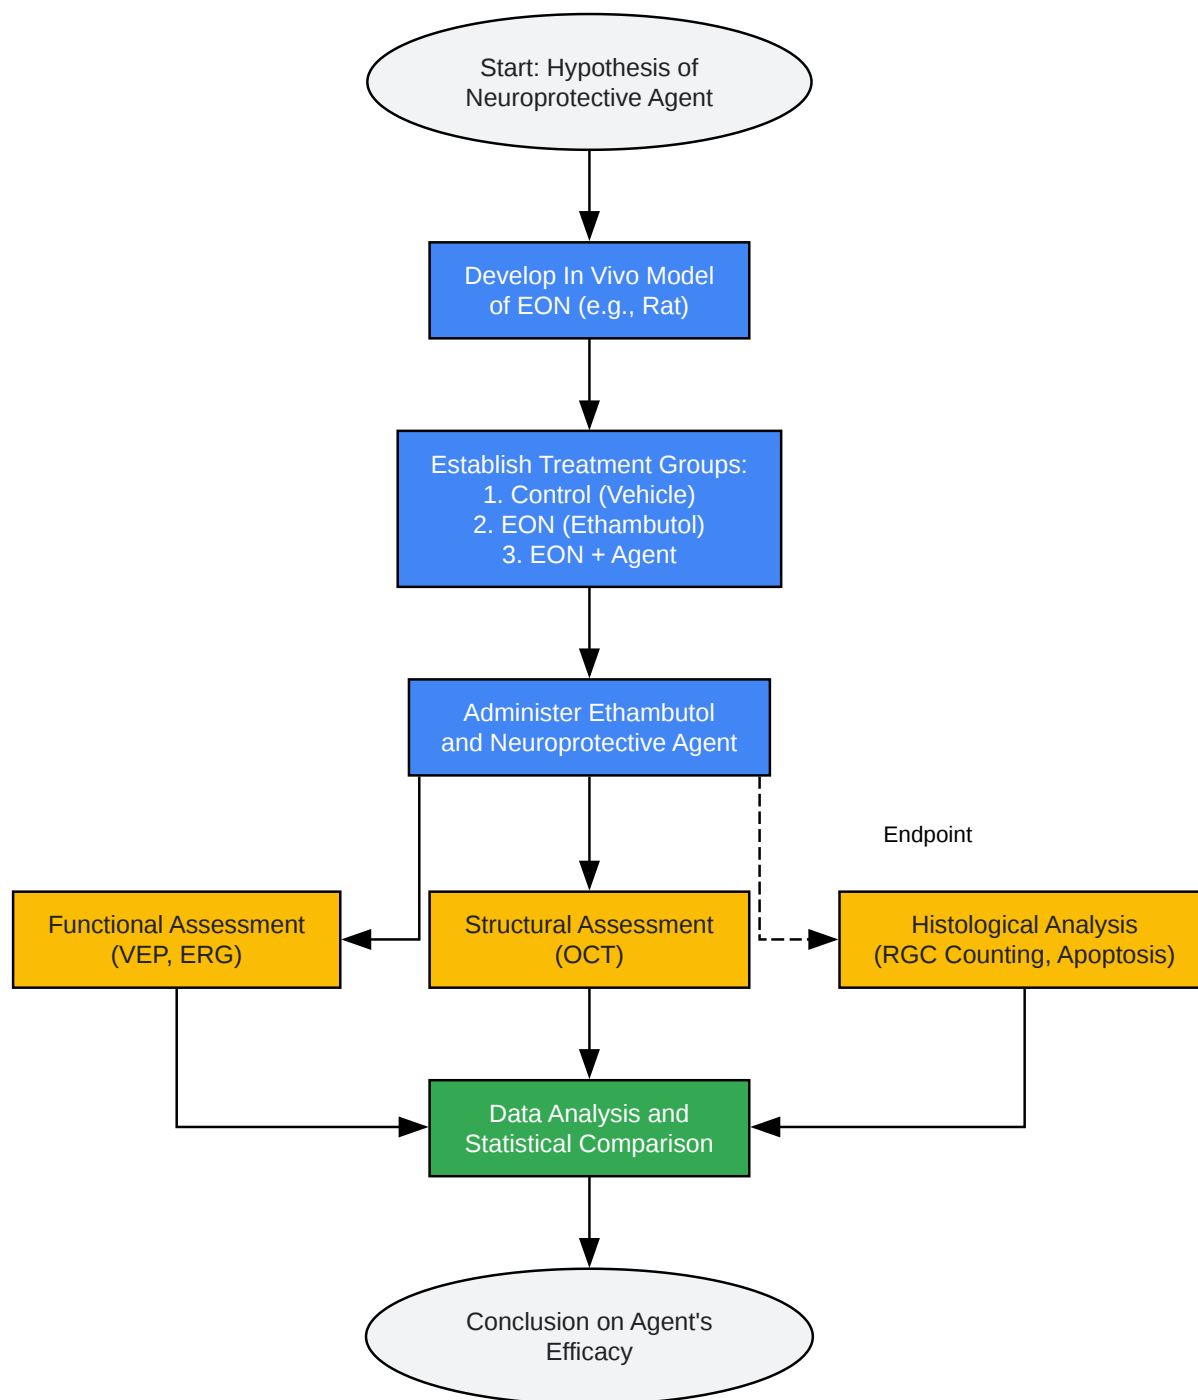 Start: Hypothesis of
Neuroprotective Agent
Develop In Vivo Model
of EON (e.g., Rat)
Establish Treatment Groups:
1. Control (Vehicle)
2. EON (Ethambutol)
3. EON + Agent
Administer Ethambutol
and Neuroprotective Agent
Endpoint
Functional Assessment
(VEP, ERG)
Structural Assessment
(OCT)
Histological Analysis
(RGC Counting, Apoptosis)
Data Analysis and
Statistical Comparison
Conclusion on Agent's
Efficacy